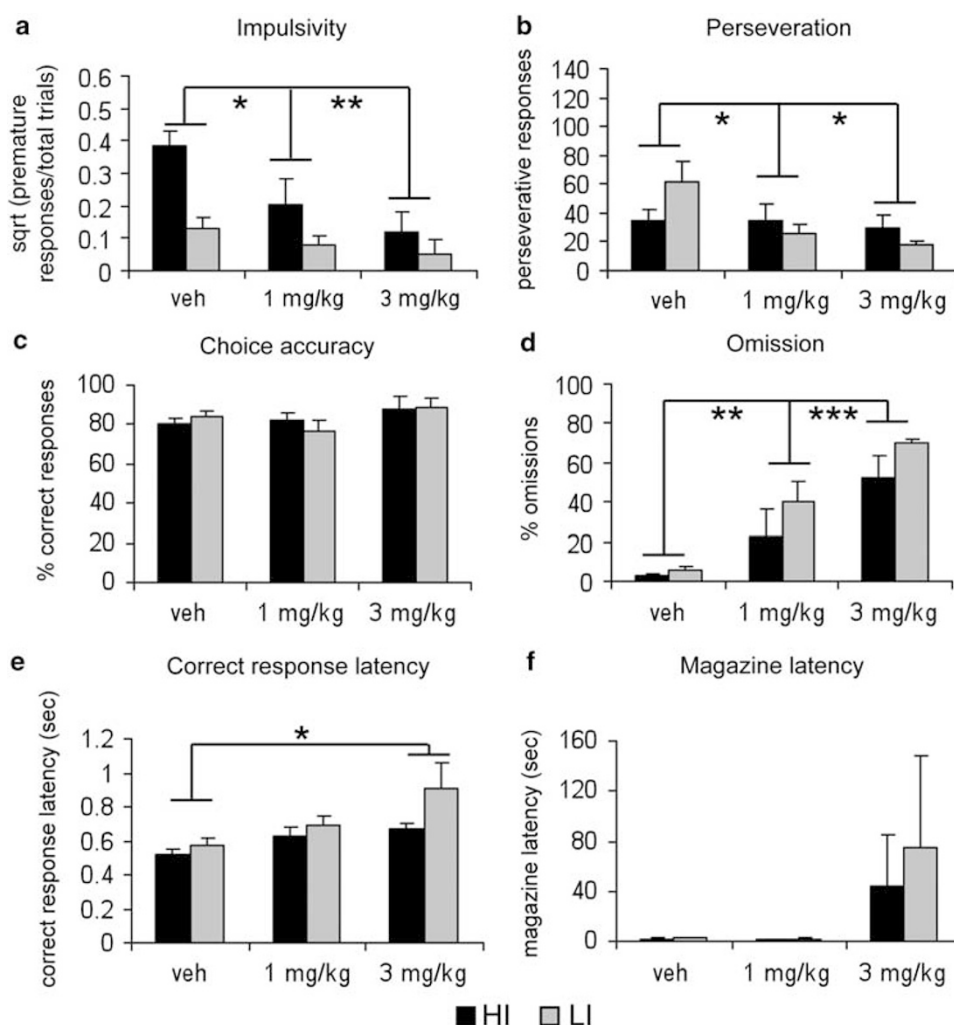 a
Impulsivity
sqrt (premature
responses/total trials)
0.6
0.5
0.4
0.3
0.2
0.1
0
*
**
veh
1 mg/kg
3 mg/kg
b
Perseveration
perseverative responses
140
120
100
80
60
40
20
0
*
*
veh
1 mg/kg
3 mg/kg
c
Choice accuracy
% correct responses
100
80
60
40
20
0
veh
1 mg/kg
3 mg/kg
d
Omission
% omissions
100
80
60
40
20
0
**
***
veh
1 mg/kg
3 mg/kg
e
Correct response latency
correct response latency (sec)
1.2
1
0.8
0.6
0.4
0.2
0
*
veh
1 mg/kg
3 mg/kg
f
Magazine latency
magazine latency (sec)
160
120
80
40
0
veh
1 mg/kg
3 mg/kg
HI LI